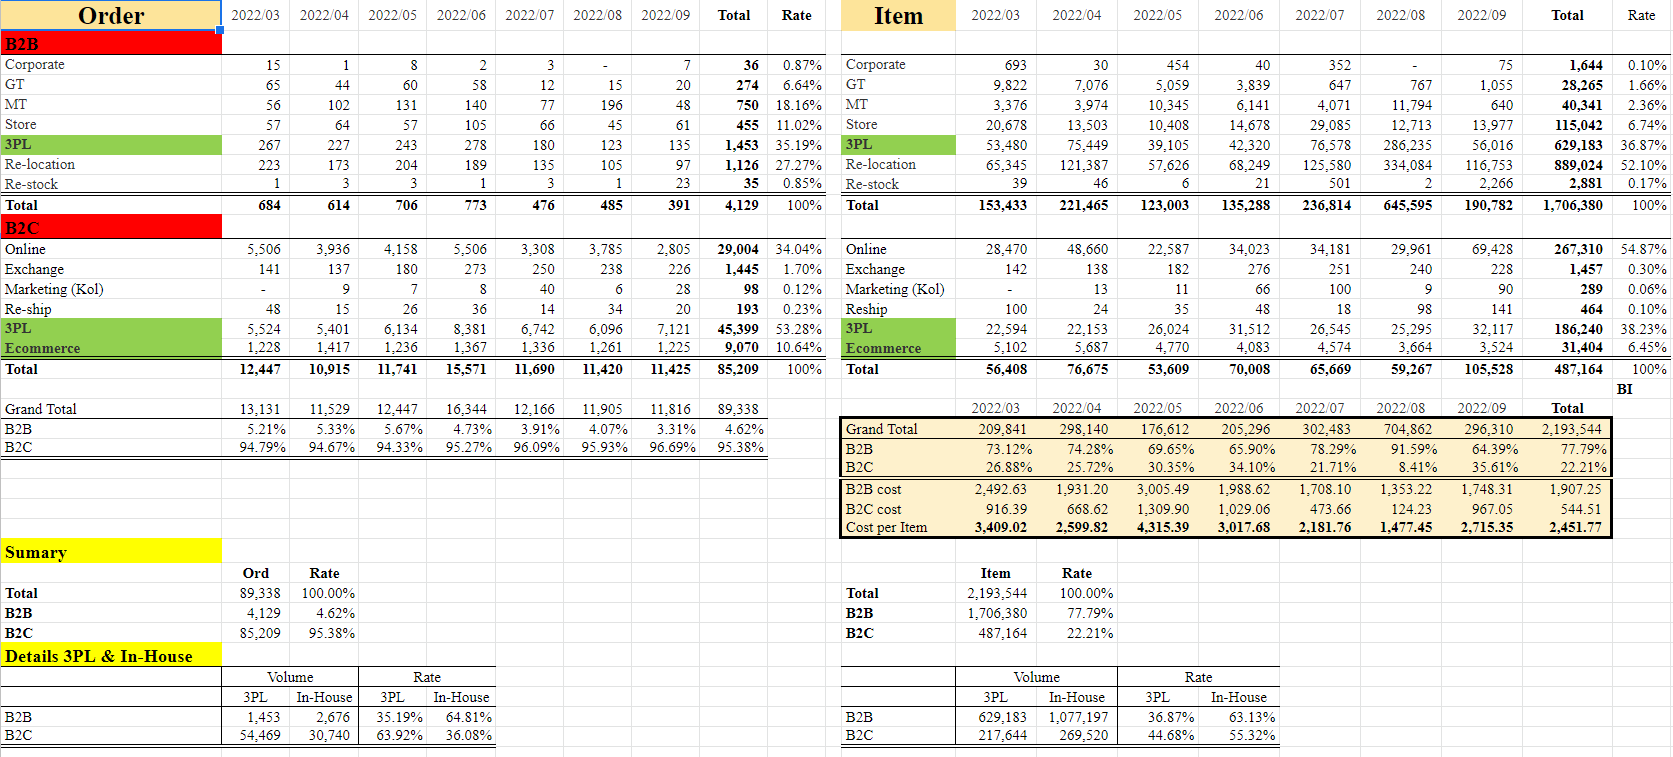 Order 2022/03 2022/04 2022/05 2022/06 2022/07 2022/08 2022/09 Total Rate Item 2022/03 2022/04 2022/05 2022/06 2022/07 2022/08 2022/09 Total Rate
B2B
Corporate 15 1 8 2 3 - 7 36 0.87% Corporate 693 30 454 40 352 - 75 1,644 0.10%
GT 65 44 60 58 12 15 20 274 6.64% GT 9,822 7,076 5,059 3,839 647 767 1,055 28,265 1.66%
MT 56 102 131 140 77 196 48 750 18.16% MT 3,376 3,974 10,345 6,141 4,071 11,794 640 40,341 2.36%
Store 57 64 57 105 66 45 61 455 11.02% Store 20,678 13,503 10,408 14,678 29,085 12,713 13,977 115,042 6.74%
3PL 267 227 243 278 180 123 135 1,453 35.19% 3PL 53,480 75,449 39,105 42,320 76,578 286,235 56,016 629,183 36.87%
Re-location 223 173 204 189 135 105 97 1,126 27.27% Re-location 65,345 121,387 57,626 68,249 125,580 334,084 116,753 889,024 52.10%
Re-stock 1 3 3 1 3 1 23 35 0.85% Re-stock 39 46 6 21 501 2 2,266 2,881 0.17%
Total 684 614 706 773 476 485 391 4,129 100% Total 153,433 221,465 123,003 135,288 236,814 645,595 190,782 1,706,380 100%
B2C
Online 5,506 3,936 4,158 5,506 3,308 3,785 2,805 29,004 34.04% Online 28,470 48,660 22,587 34,023 34,181 29,961 69,428 267,310 54.87%
Exchange 141 137 180 273 250 238 226 1,445 1.70% Exchange 142 138 182 276 251 240 228 1,457 0.30%
Marketing (Kol) - 9 7 8 40 6 28 98 0.12% Marketing (Kol) - 13 11 66 100 9 90 289 0.06%
Re-ship 48 15 26 36 14 34 20 193 0.23% Reship 100 24 35 48 18 98 141 464 0.10%
3PL 5,524 5,401 6,134 8,381 6,742 6,096 7,121 45,399 53.28% 3PL 22,594 22,153 26,024 31,512 26,545 25,295 32,117 186,240 38.23%
Ecommerce 1,228 1,417 1,236 1,367 1,336 1,261 1,225 9,070 10.64% Ecommerce 5,102 5,687 4,770 4,083 4,574 3,664 3,524 31,404 6.45%
Total 12,447 10,915 11,741 15,571 11,690 11,420 11,425 85,209 100% Total 56,408 76,675 53,609 70,008 65,669 59,267 105,528 487,164 100%
BI
Grand Total 13,131 11,529 12,447 16,344 12,166 11,905 11,816 89,338 2022/03 2022/04 2022/05 2022/06 2022/07 2022/08 2022/09 Total
B2B 5.21% 5.33% 5.67% 4.73% 3.91% 4.07% 3.31% 4.62% Grand Total 209,841 298,140 176,612 205,296 302,483 704,862 296,310 2,193,544
B2C 94.79% 94.67% 94.33% 95.27% 96.09% 95.93% 96.69% 95.38% B2B 73.12% 74.28% 69.65% 65.90% 78.29% 91.59% 64.39% 77.79%
B2C 26.88% 25.72% 30.35% 34.10% 21.71% 8.41% 35.61% 22.21%
B2B cost 2,492.63 1,931.20 3,005.49 1,988.62 1,708.10 1,353.22 1,748.31 1,907.25
B2C cost 916.39 668.62 1,309.90 1,029.06 473.66 124.23 967.05 544.51
Cost per Item 3,409.02 2,599.82 4,315.39 3,017.68 2,181.76 1,477.45 2,715.35 2,451.77
Sumary
Ord Rate Item Rate
Total 89,338 100.00% Total 2,193,544 100.00%
B2B 4,129 4.62% B2B 1,706,380 77.79%
B2C 85,209 95.38% B2C 487,164 22.21%
Details 3PL & In-House
Volume Rate Volume Rate
3PL In-House 3PL In-House 3PL In-House 3PL In-House
B2B 1,453 2,676 35.19% 64.81% B2B 629,183 1,077,197 36.87% 63.13%
B2C 54,469 30,740 63.92% 36.08% B2C 217,644 269,520 44.68% 55.32%